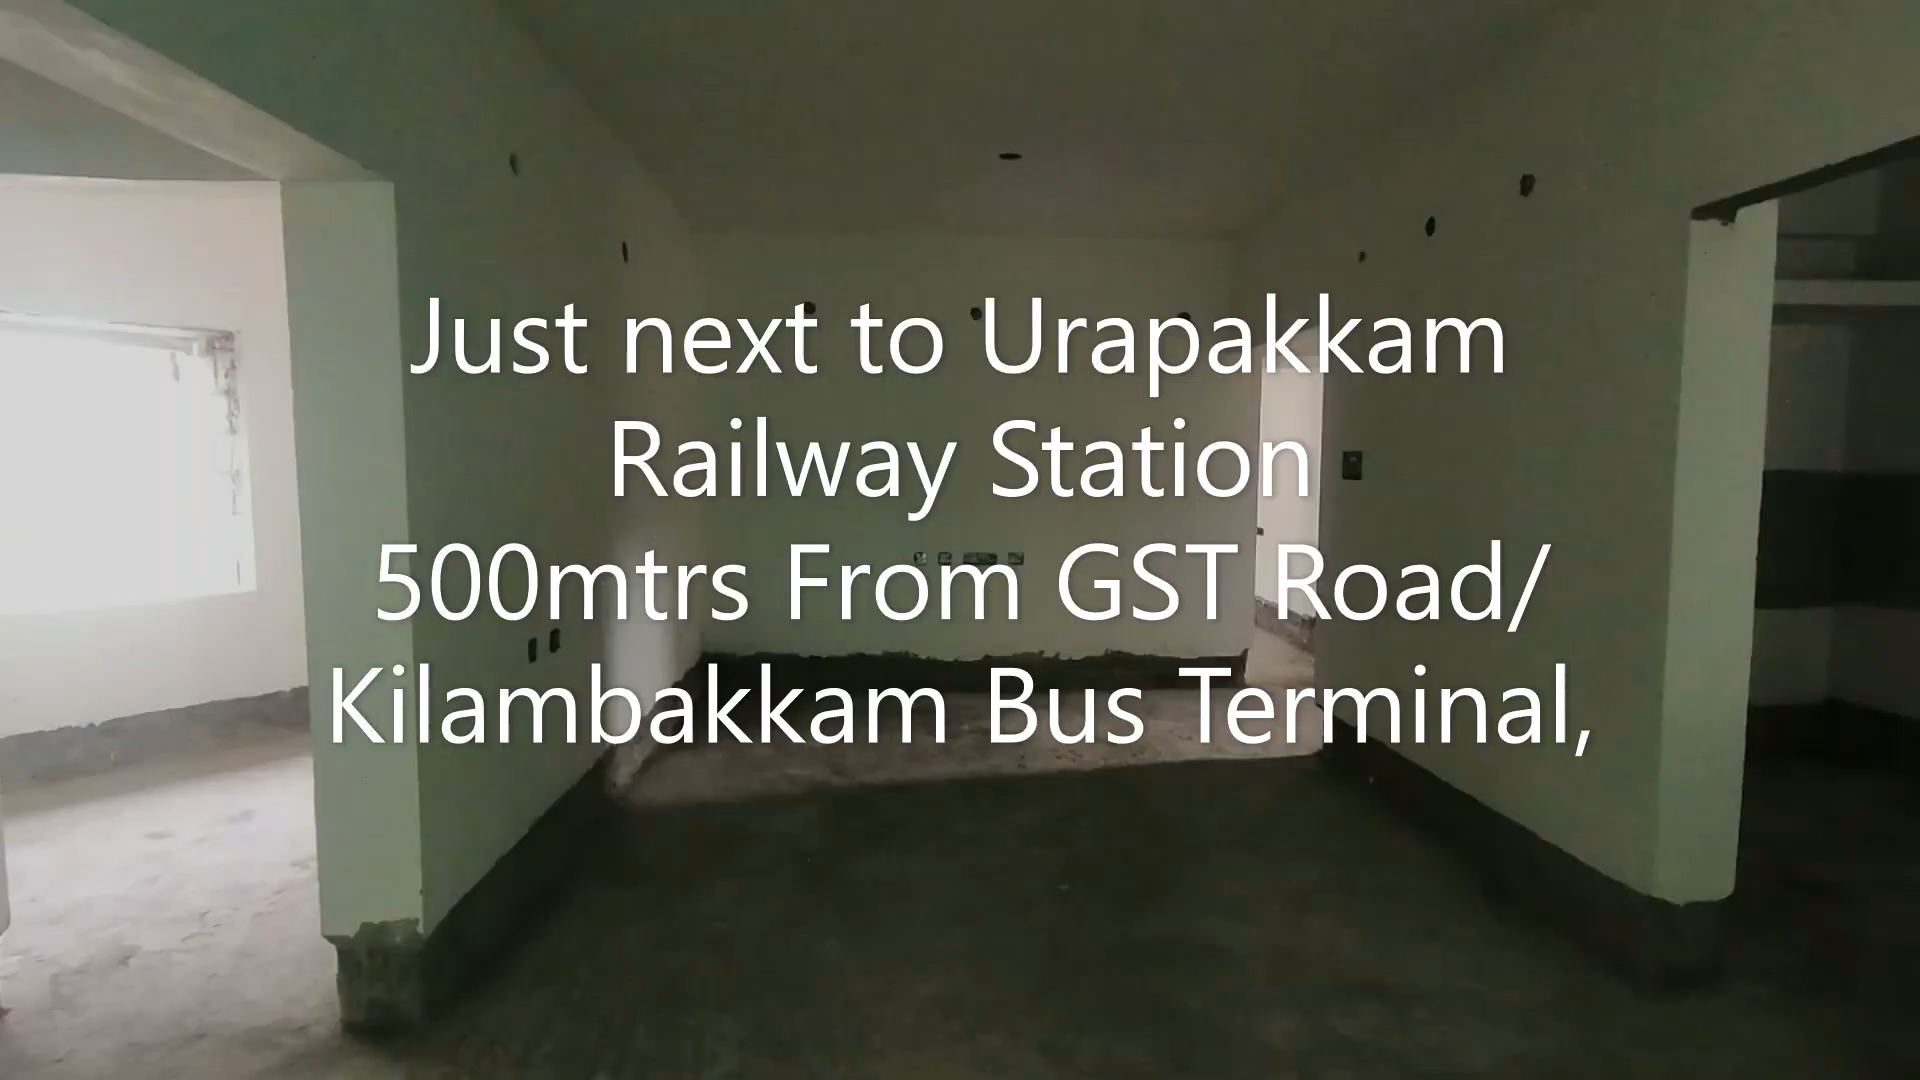 Just next to Urapakkam
Railway Station
500mtrs From GST Road/
Kilambakkam Bus Terminal,